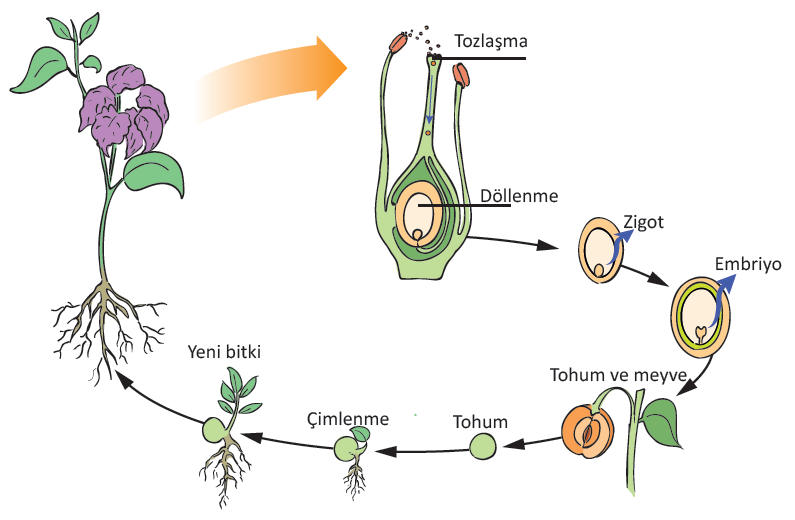 Tozlaşma
Döllenme
Zigot
Embriyo
Tohum ve meyve
Tohum
Çimlenme
Yeni bitki